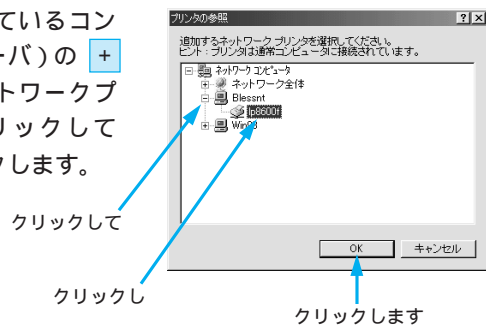 ているコン
ーバ)の +
トワークプ
リックして
クします。
プリンタの参照
追加するネットワーク プリンタを選択してください。
ヒント：プリンタは通常コンピュータに接続されています。
ネットワーク コンピュータ
ネットワーク全体
Blessnt
lp8600f
Win98
OK
キャンセル
クリックして
クリックし
クリックします